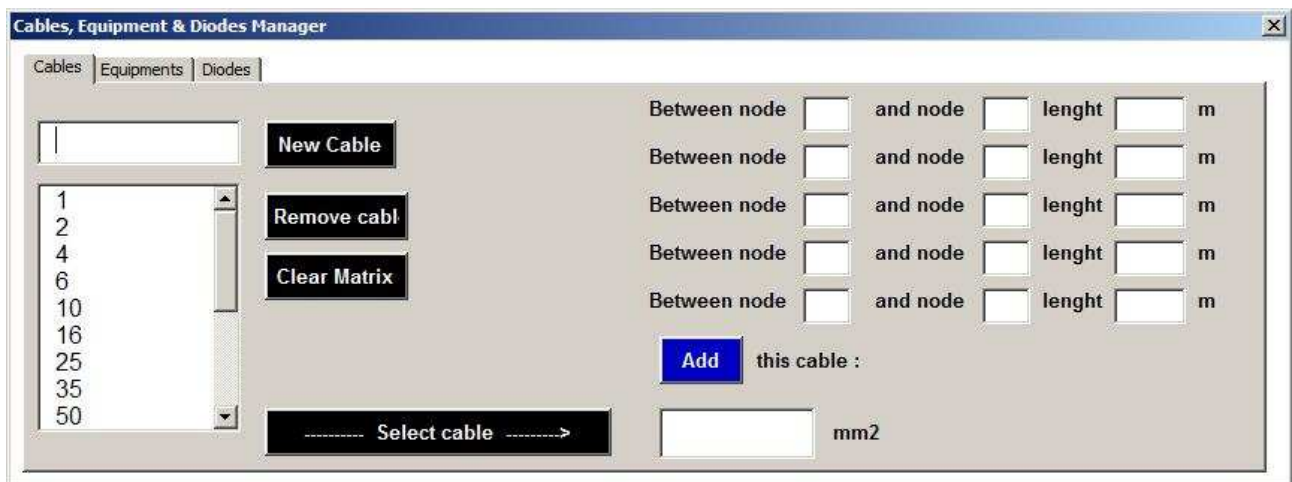 Cables, Equipment & Diodes Manager
Cables Equipments Diodes
New Cable
Remove cabl
Clear Matrix
1
2
4
6
10
16
25
35
50
---------- Select cable --------->
Between node and node lenght m
Between node and node lenght m
Between node and node lenght m
Between node and node lenght m
Between node and node lenght m
Add this cable :
mm2